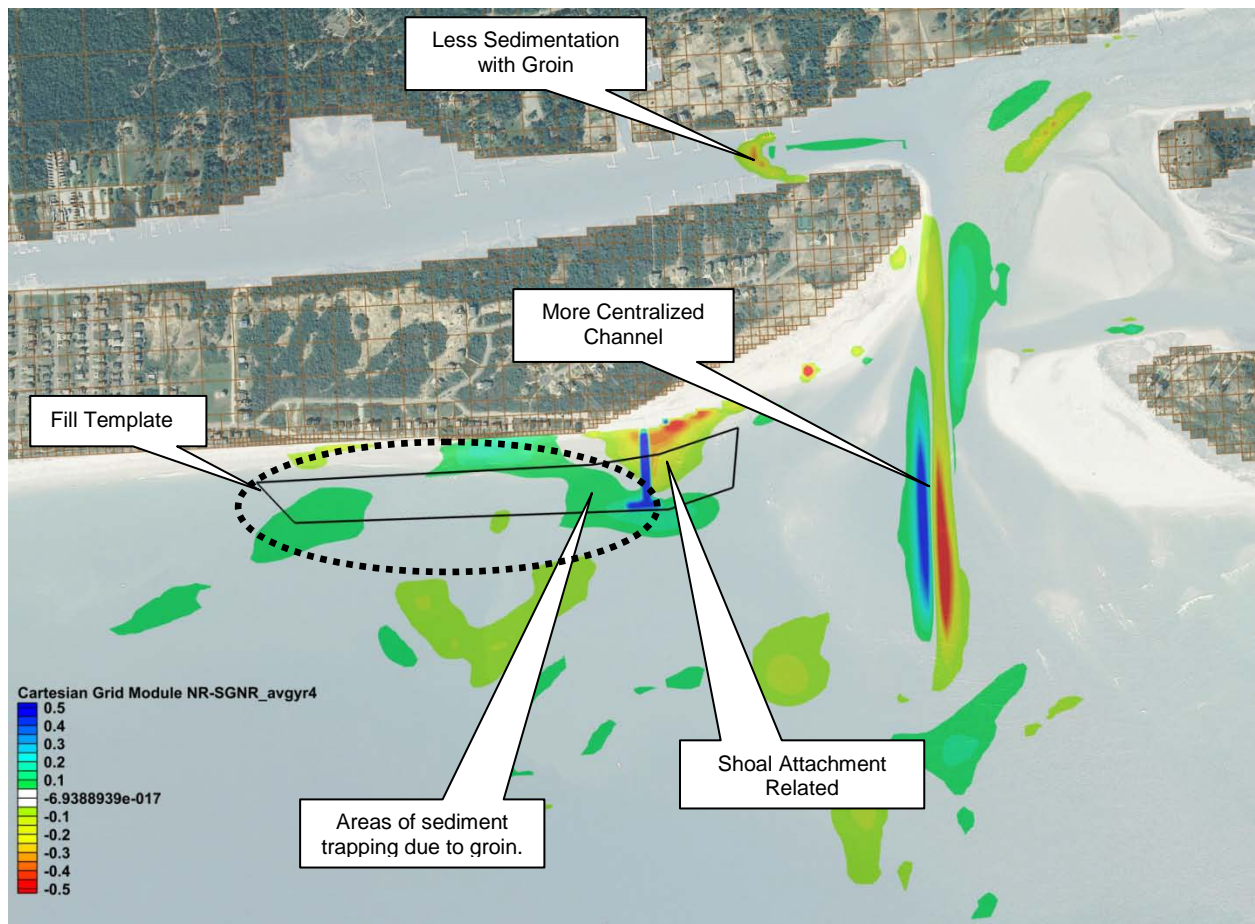 Less Sedimentation
with Groin
More Centralized
Channel
Fill Template
Shoal Attachment
Related
Areas of sediment
trapping due to groin.
Cartesian Grid Module NR-SGNR_avgyr4
0.5
0.4
0.3
0.2
0.1
-6.9388939e-017
-0.1
-0.2
-0.3
-0.4
-0.5